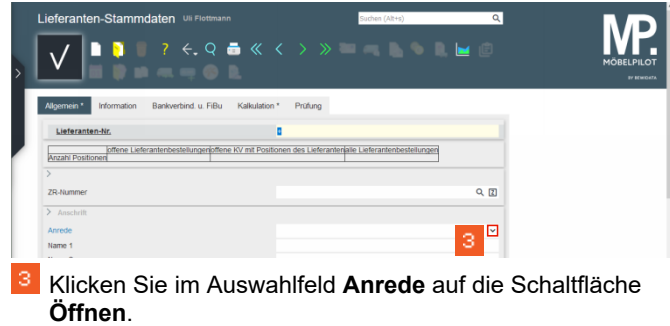 Lieferanten-Stammdaten Uli Flottmann
Suchen (Alt+s)
MP.
MÖBELPILOT
BY BEWIDATA
Allgemein * Information Bankverbind. u. FiBu Kalkulation * Prüfung
Lieferanten-Nr.
offene Lieferantenbestellungen offene KV mit Positionen des Lieferanten alle Lieferantenbestellungen
Anzahl Positionen
ZR-Nummer
Anschrift
Anrede
3
Name 1
3 Klicken Sie im Auswahlfeld Anrede auf die Schaltfläche
Öffnen.